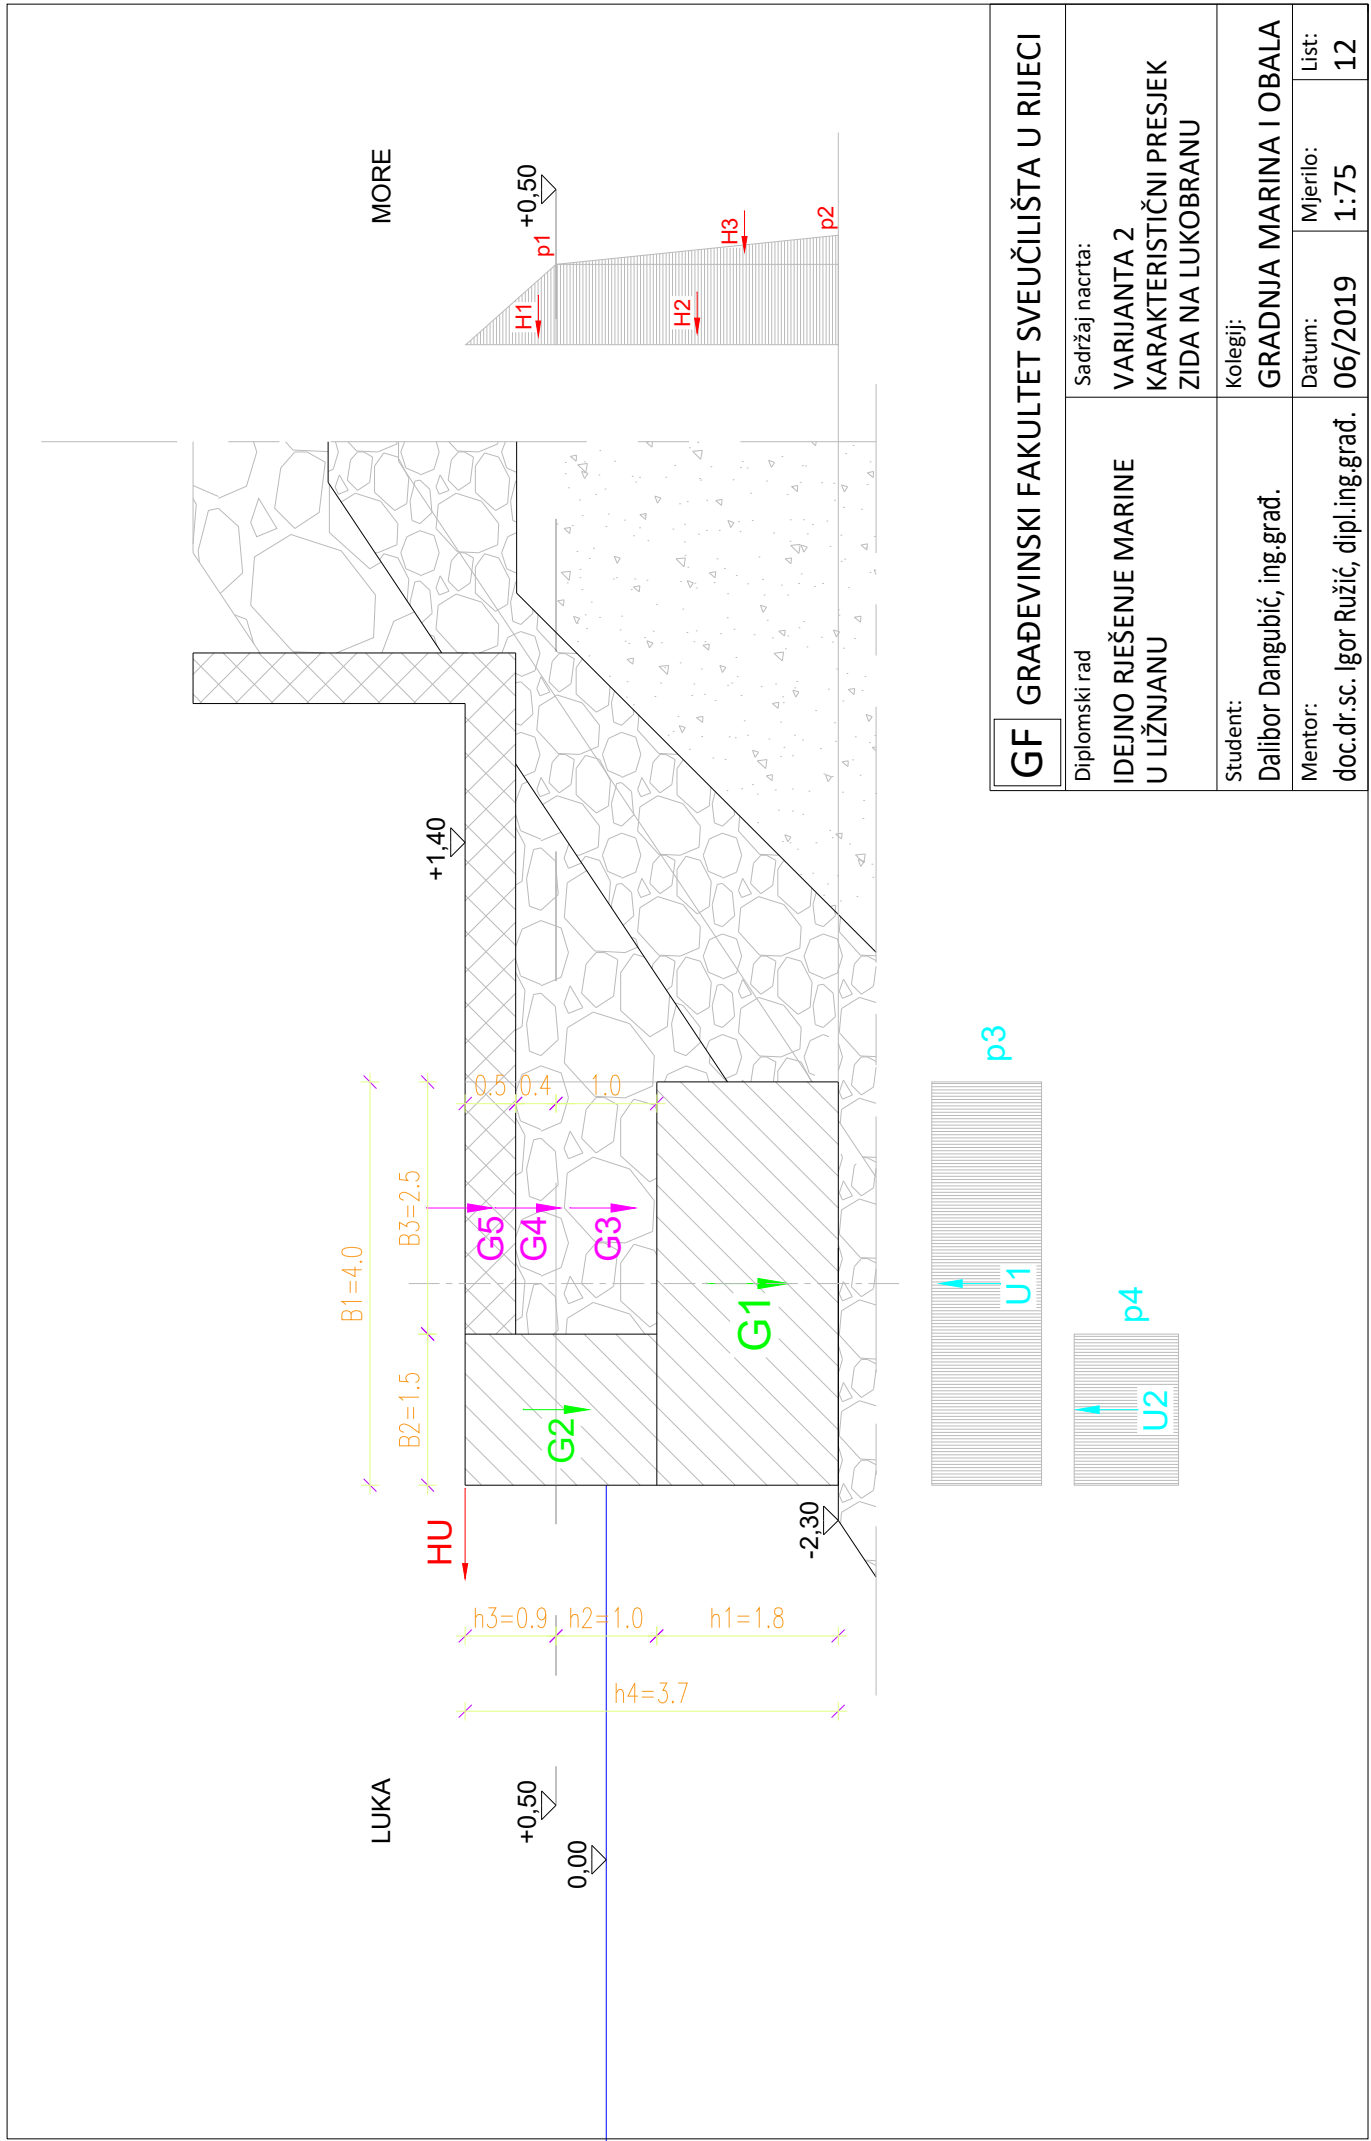 LUKA
MORE
B1=4.0
B2=1.5
B3=2.5
HU
+1,40
+0,50
0,00
h3=0.9
h2=1.0
h1=1.8
h4=3.7
-2,30
G2
G5
G4
G3
G1
0.5
0.4
1.0
+0,50
p1
H1
H2
H3
p2
U1
p3
U2
p4
GF GRAĐEVINSKI FAKULTET SVEUČILIŠTA U RIJECI
Diplomski rad
IDEJNO RJEŠENJE MARINE
U LIŽNJANU
Sadržaj nacrta:
VARIJANTA 2
KARAKTERISTIČNI PRESJEK
ZIDA NA LUKOBRANU
Student:
Dalibor Dangubić, ing.građ.
Kolegij:
GRADNJA MARINA I OBALA
Mentor:
doc.dr.sc. Igor Ružić, dipl.ing.građ.
Datum:
06/2019
Mjerilo:
1:75
List:
12